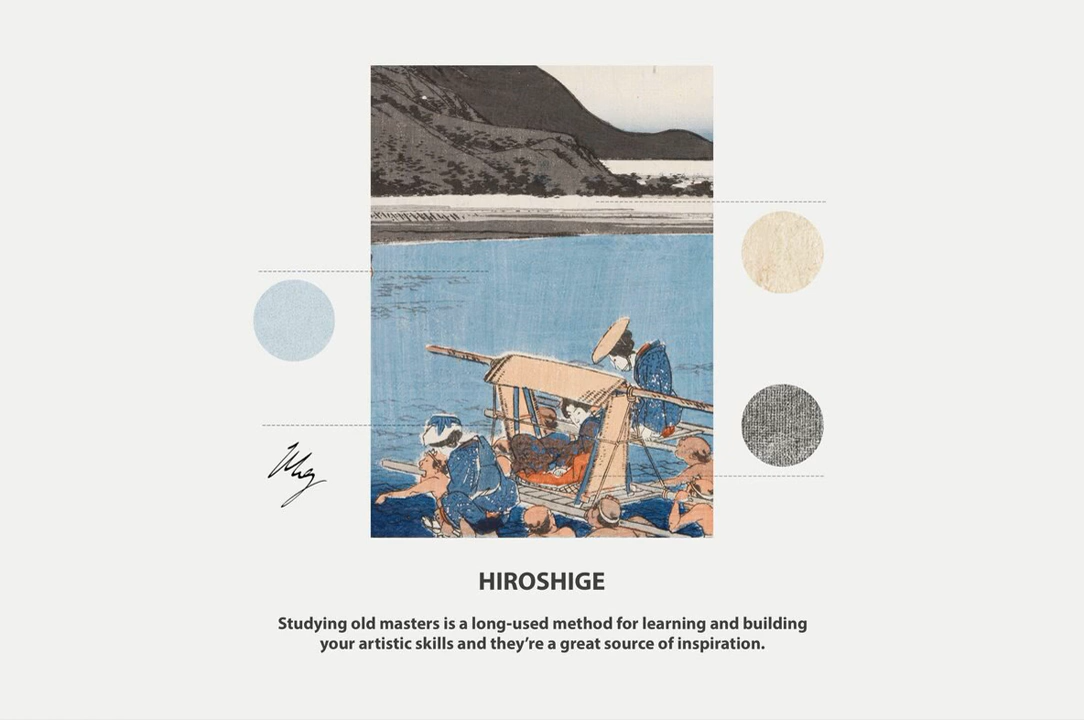 HIROSHIGE
Studying old masters is a long-used method for learning and building
your artistic skills and they're a great source of inspiration.